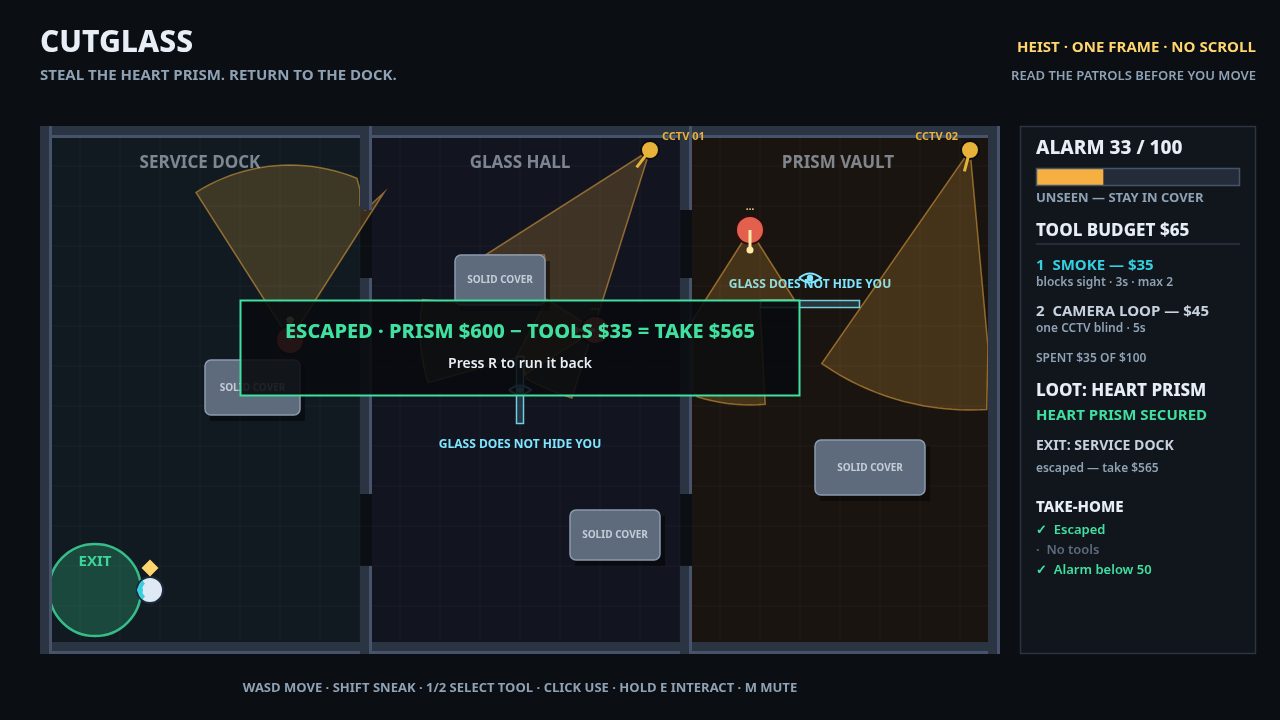 CUTGLASS
STEAL THE HEART PRISM. RETURN TO THE DOCK.
HEIST · ONE FRAME · NO SCROLL
READ THE PATROLS BEFORE YOU MOVE
CCTV 01
CCTV 02
SERVICE DOCK
GLASS HALL
PRISM VAULT
...
SOLID COVER
GLASS DOES NOT HIDE YOU
ESCAPED · PRISM $600 − TOOLS $35 = TAKE $565
Press R to run it back
SOLID COVER
GLASS DOES NOT HIDE YOU
SOLID COVER
SOLID COVER
EXIT
ALARM 33 / 100
UNSEEN — STAY IN COVER
TOOL BUDGET $65
1 SMOKE — $35
blocks sight · 3s · max 2
2 CAMERA LOOP — $45
one CCTV blind · 5s
SPENT $35 OF $100
LOOT: HEART PRISM
HEART PRISM SECURED
EXIT: SERVICE DOCK
escaped — take $565
TAKE-HOME
✓ Escaped
· No tools
✓ Alarm below 50
WASD MOVE · SHIFT SNEAK · 1/2 SELECT TOOL · CLICK USE · HOLD E INTERACT · M MUTE